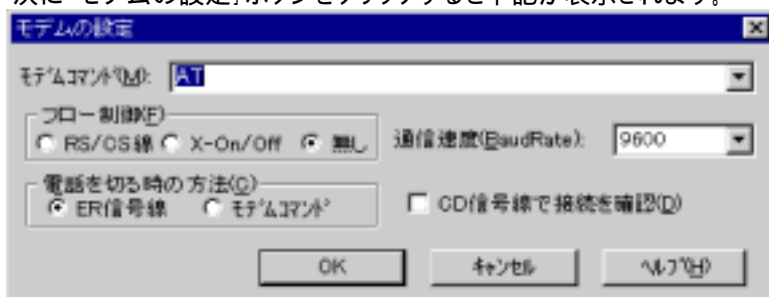 次に「モデムの設定」ボタンをクリックすると下記が表示されます。
モデムの設定
ﾓﾃﾞﾑｺﾏﾝﾄﾞ(M): AT
フロー制御(F)
RS/CS線 X-On/Off 無し 通信速度(BaudRate): 9600
電話を切る時の方法(C)
ER信号線 ﾓﾃﾞﾑｺﾏﾝﾄﾞ CD信号線で接続を確認(D)
OK ｷｬﾝｾﾙ ﾍﾙﾌﾟ(H)